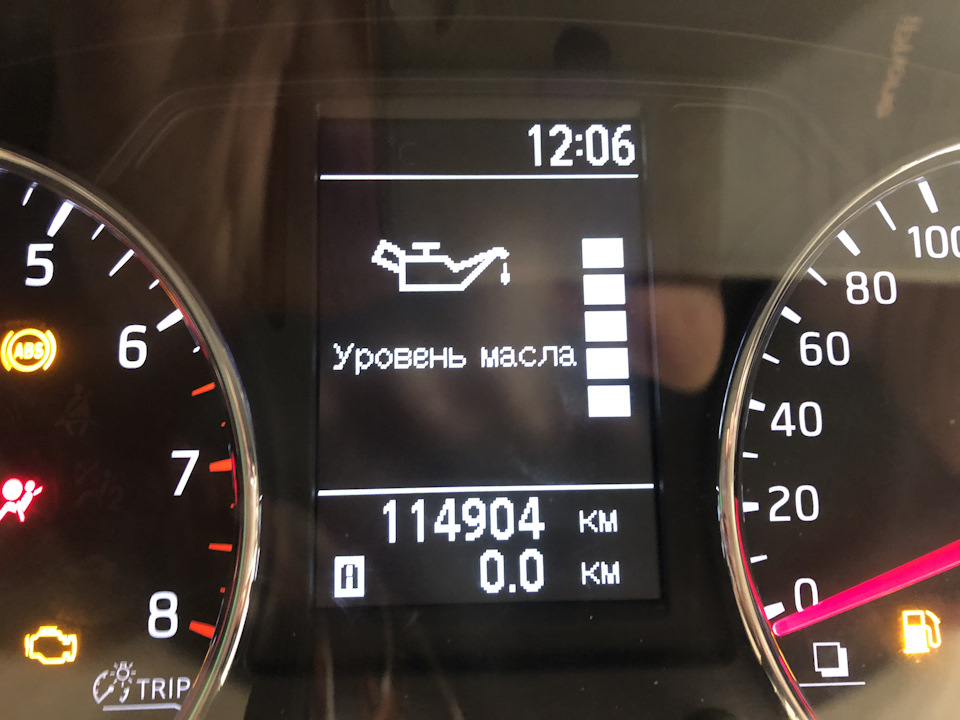 12:06
Уровень масла
114904 км
A 0.0 км
5
6
7
8
ABS
TRIP
100
80
60
40
20
0